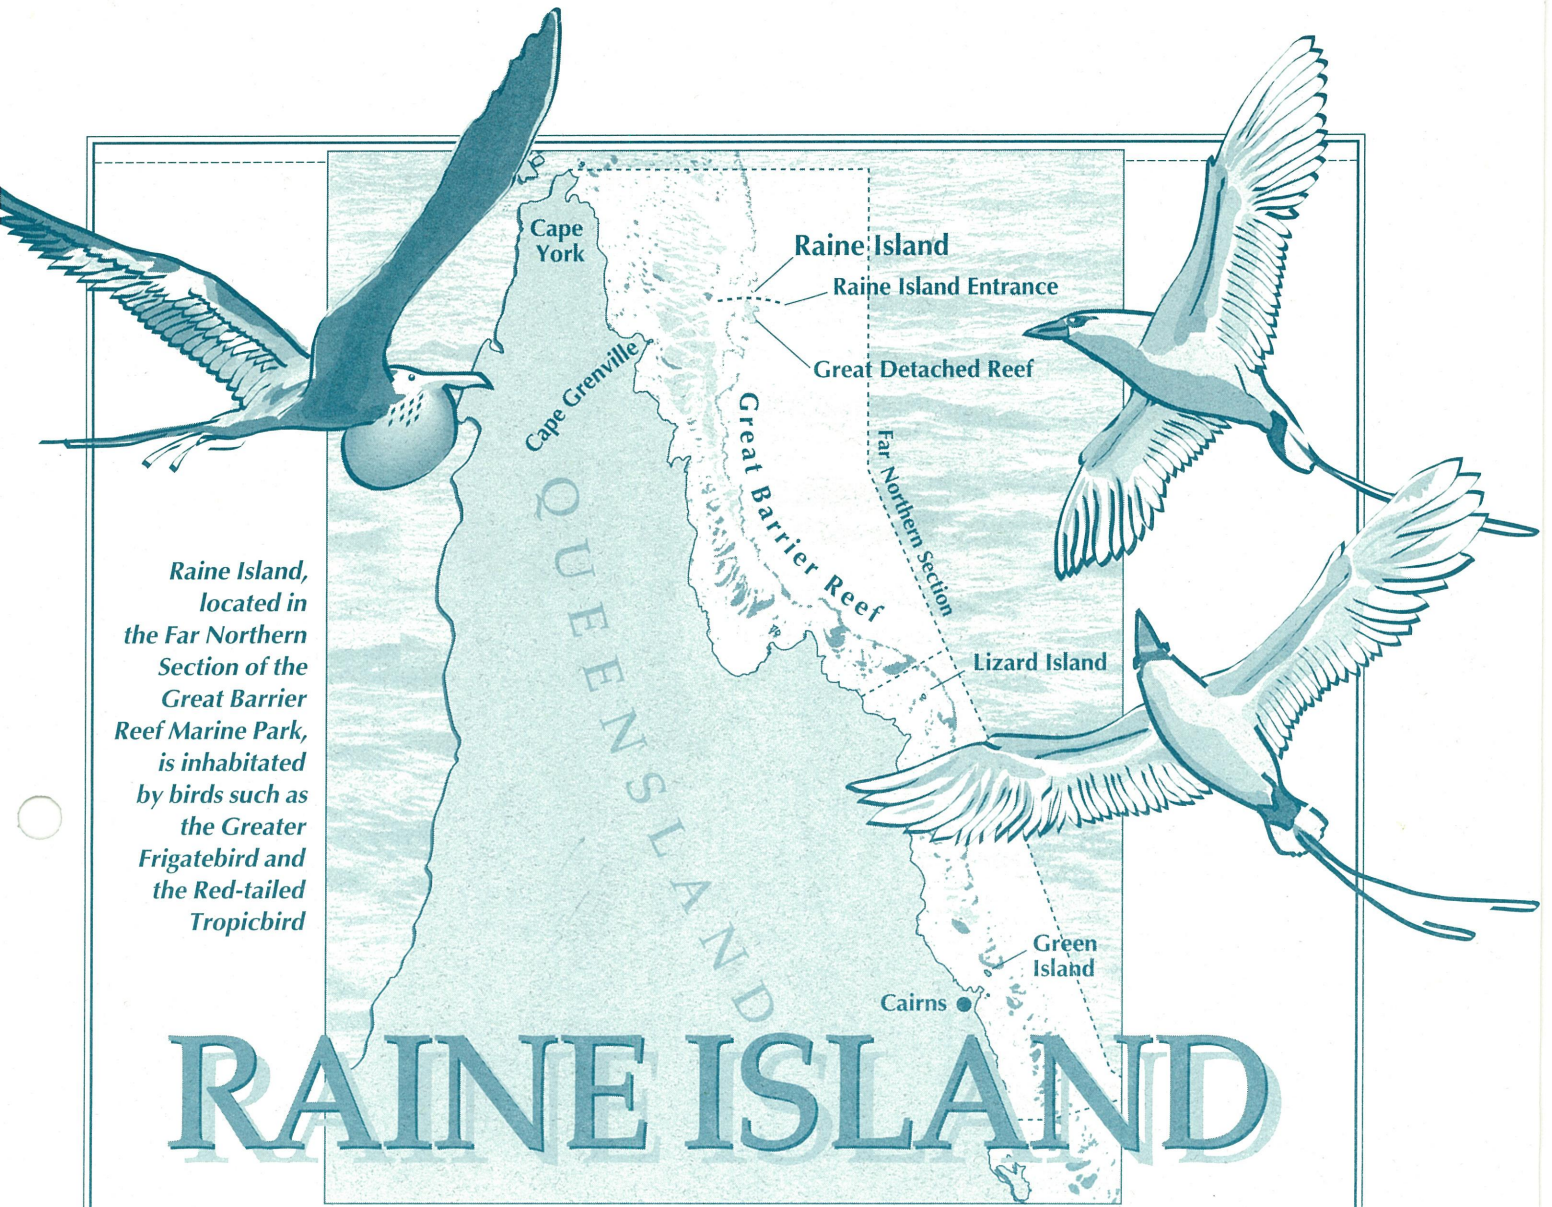 Cape
York
Raine Island
Raine Island Entrance
Great Detached Reef
Cape Grenville
Great Barrier Reef
Far Northern Section
QUEENSLAND
Raine Island,
located in
the Far Northern
Section of the
Great Barrier
Reef Marine Park,
is inhabitated
by birds such as
the Greater
Frigatebird and
the Red-tailed
Tropicbird
Lizard Island
Green
Island
Cairns
RAINE ISLAND